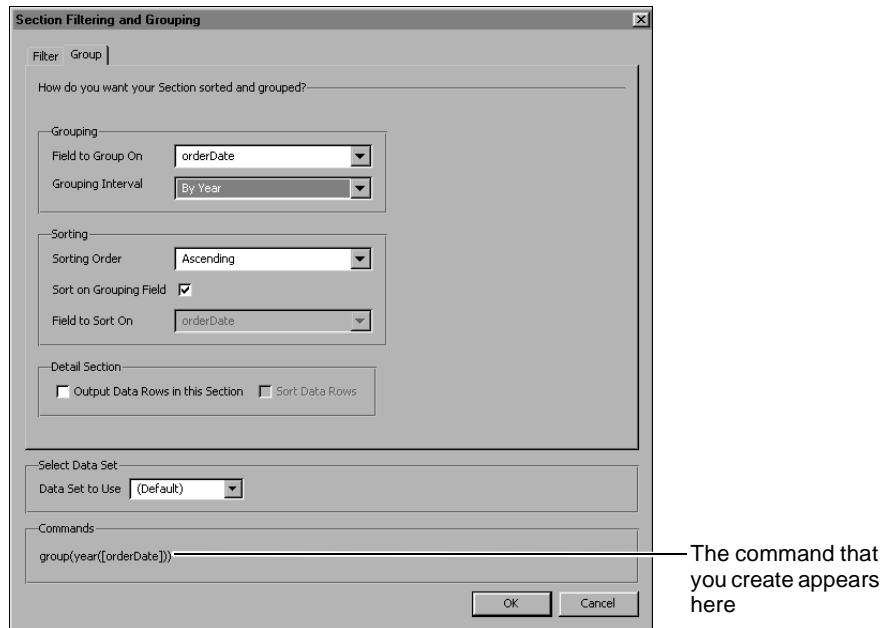 Section Filtering and Grouping
Filter Group
How do you want your Section sorted and grouped?
Grouping
Field to Group On orderDate
Grouping Interval By Year
Sorting
Sorting Order Ascending
Sort on Grouping Field
Field to Sort On orderDate
Detail Section
Output Data Rows in this Section Sort Data Rows
Select Data Set
Data Set to Use (Default)
Commands
group(year([orderDate]))
The command that
you create appears
here
OK Cancel